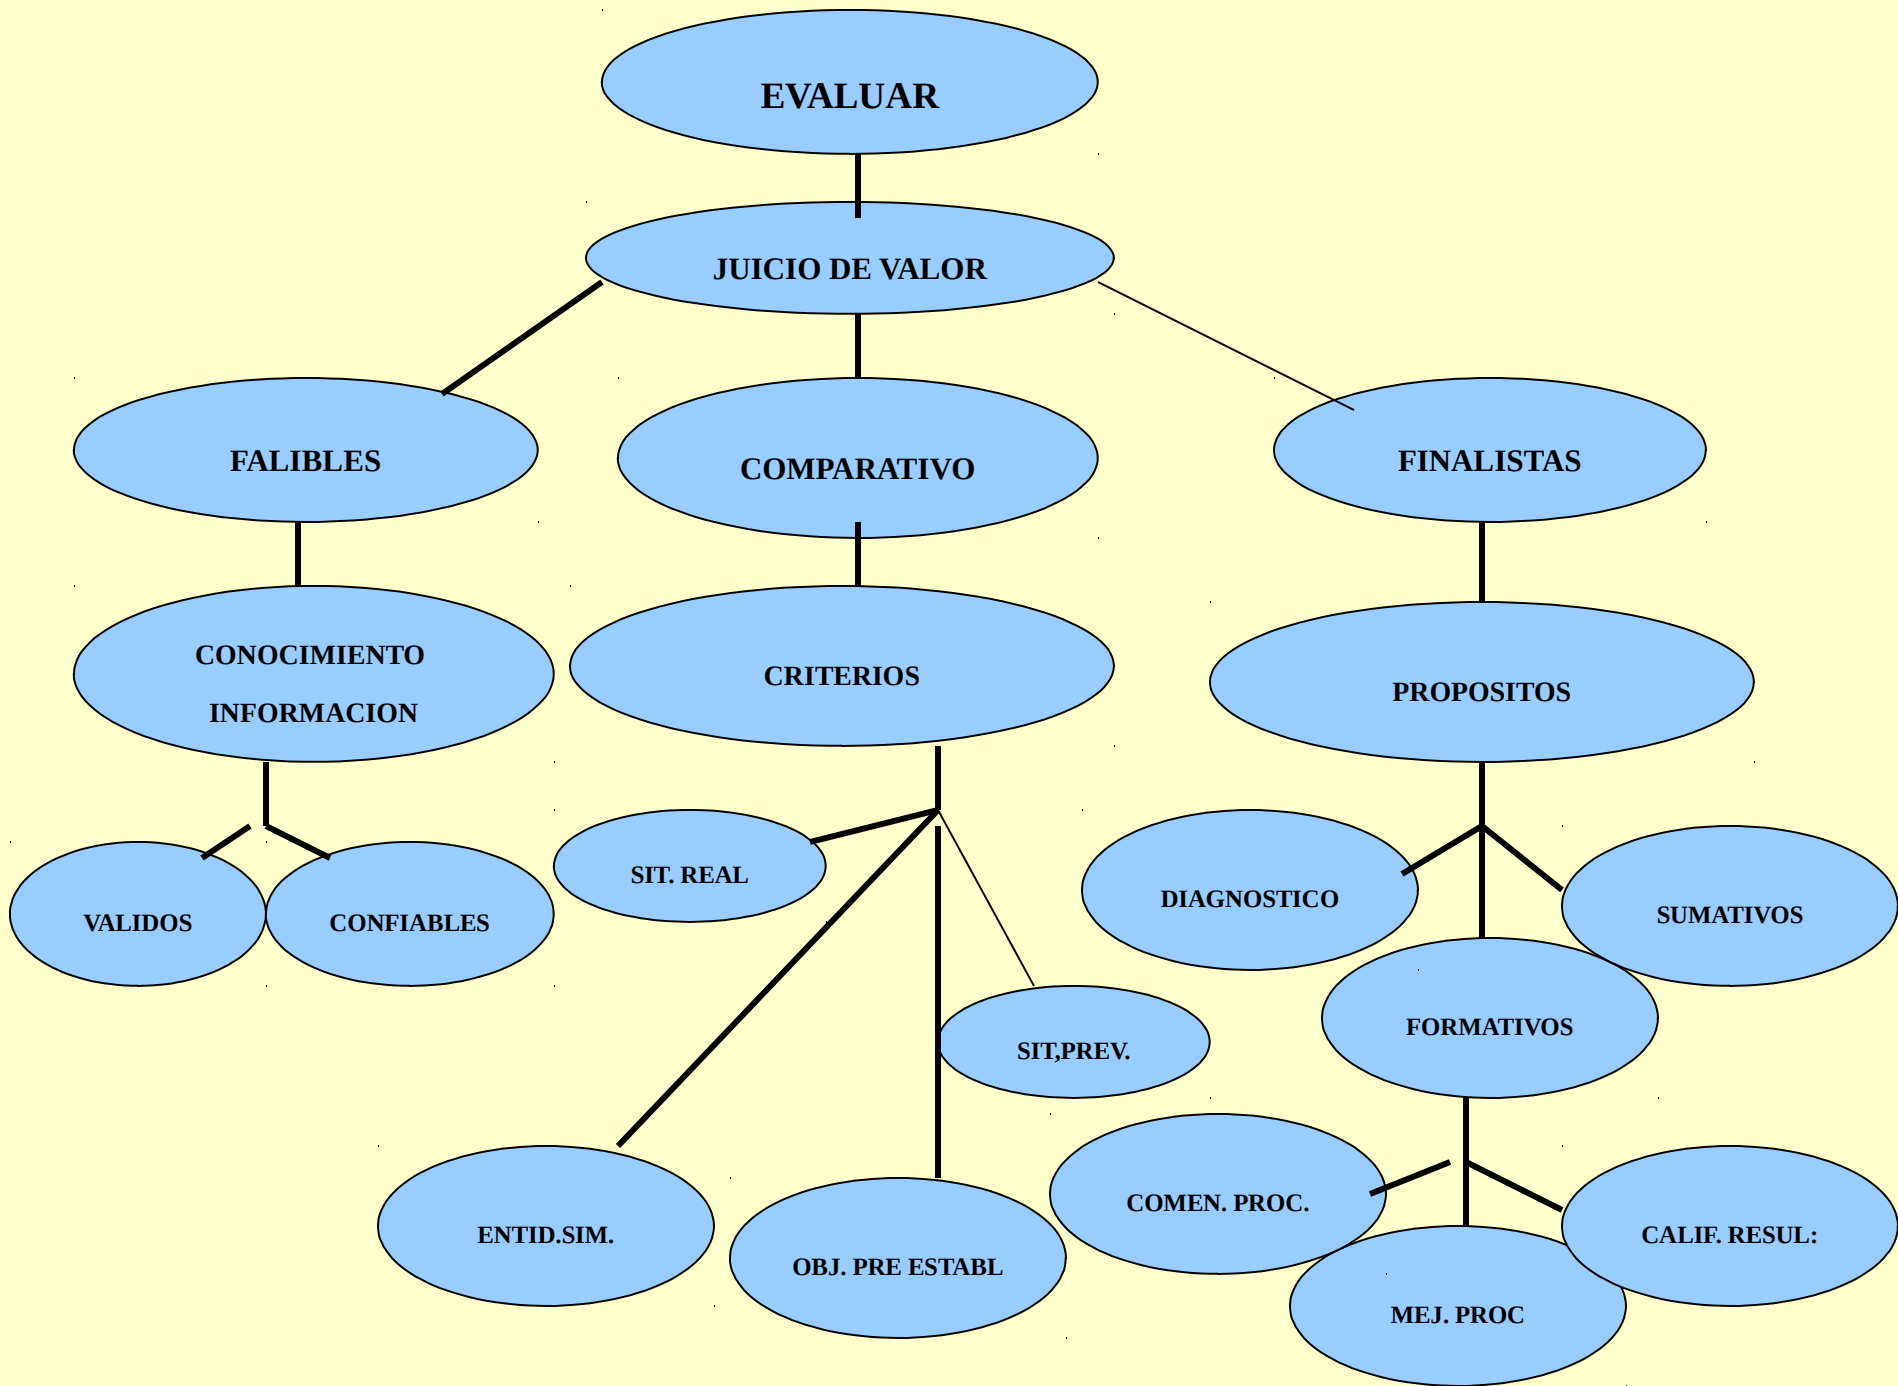 EVALUAR
JUICIO DE VALOR
FALIBLES
COMPARATIVO
FINALISTAS
CONOCIMIENTO
INFORMACION
CRITERIOS
PROPOSITOS
VALIDOS
CONFIABLES
SIT. REAL
DIAGNOSTICO
SUMATIVOS
FORMATIVOS
SIT,PREV.
ENTID.SIM.
OBJ. PRE ESTABL
COMEN. PROC.
MEJ. PROC
CALIF. RESUL: